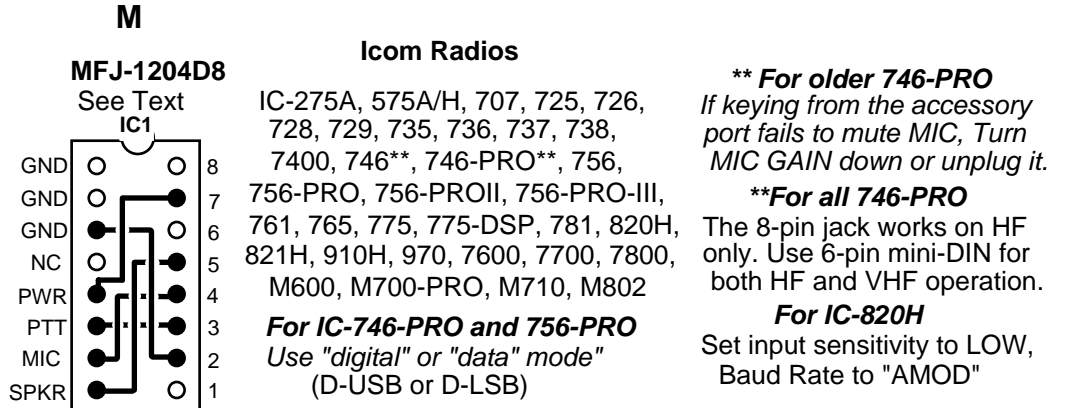 M
MFJ-1204D8
See Text
IC1
GND 8
GND 7
GND 6
NC 5
PWR 4
PTT 3
MIC 2
SPKR 1
Icom Radios
IC-275A, 575A/H, 707, 725, 726,
728, 729, 735, 736, 737, 738,
7400, 746**, 746-PRO**, 756,
756-PRO, 756-PROII, 756-PRO-III,
761, 765, 775, 775-DSP, 781, 820H,
821H, 910H, 970, 7600, 7700, 7800,
M600, M700-PRO, M710, M802
For IC-746-PRO and 756-PRO
Use "digital" or "data" mode"
(D-USB or D-LSB)
** For older 746-PRO
If keying from the accessory
port fails to mute MIC, Turn
MIC GAIN down or unplug it.
**For all 746-PRO
The 8-pin jack works on HF
only. Use 6-pin mini-DIN for
both HF and VHF operation.
For IC-820H
Set input sensitivity to LOW,
Baud Rate to "AMOD"